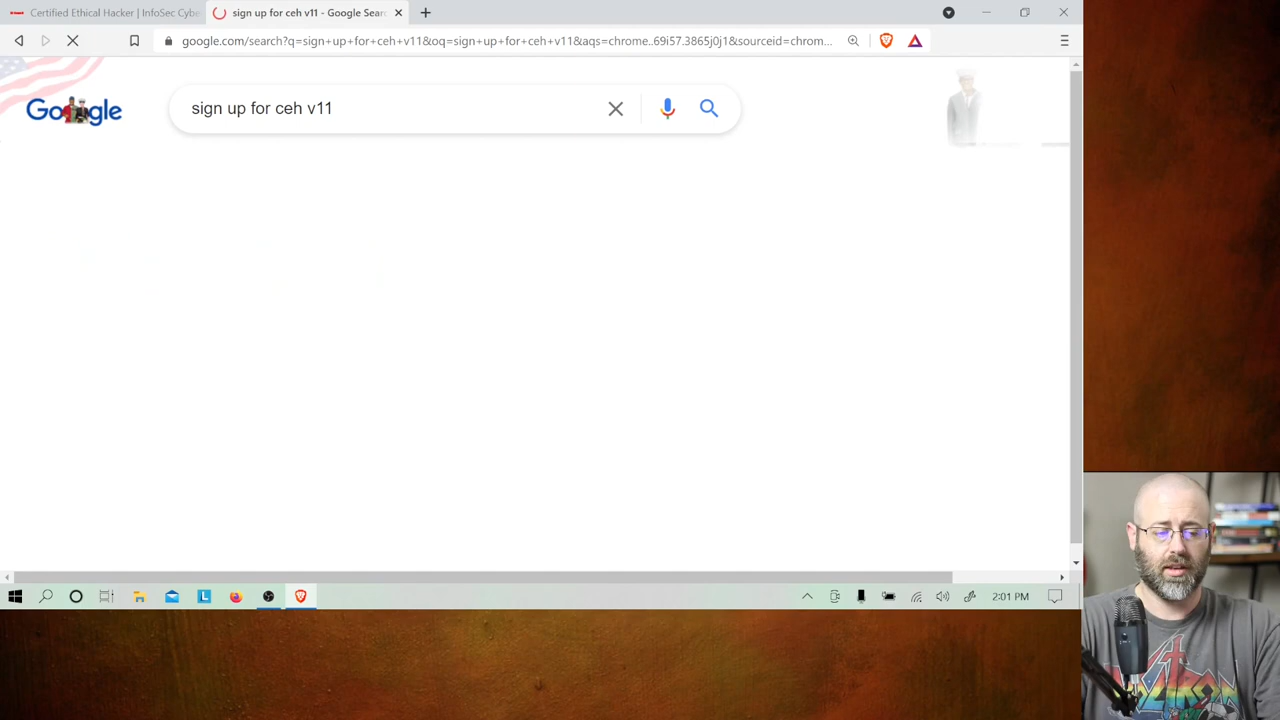 Certified Ethical Hacker | InfoSec Cybe
sign up for ceh v11 - Google Sear
google.com/search?q=sign+up+for+ceh+v11&oq=sign+up+for+ceh+v11&aqs=chrome..69i57.3865j0j1&sourceid=chrom...
Google
sign up for ceh v11
L
2:01 PM